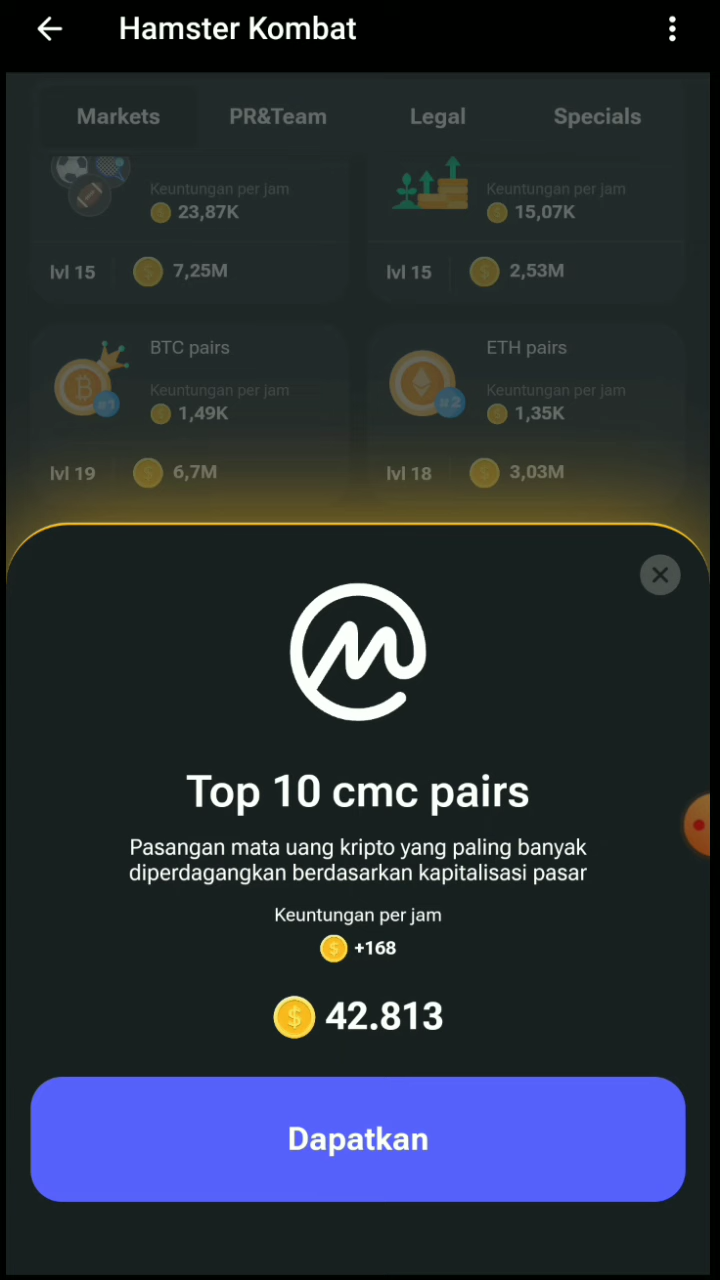 Hamster Kombat
Markets PR&Team Legal Specials
Keuntungan per jam Keuntungan per jam
23,87K 15,07K
lvl 15 7,25M lvl 15 2,53M
BTC pairs ETH pairs
Keuntungan per jam Keuntungan per jam
#1 1,49K #2 1,35K
lvl 19 6,7M lvl 18 3,03M
Top 10 cmc pairs
Pasangan mata uang kripto yang paling banyak
diperdagangkan berdasarkan kapitalisasi pasar
Keuntungan per jam
+168
42.813
Dapatkan